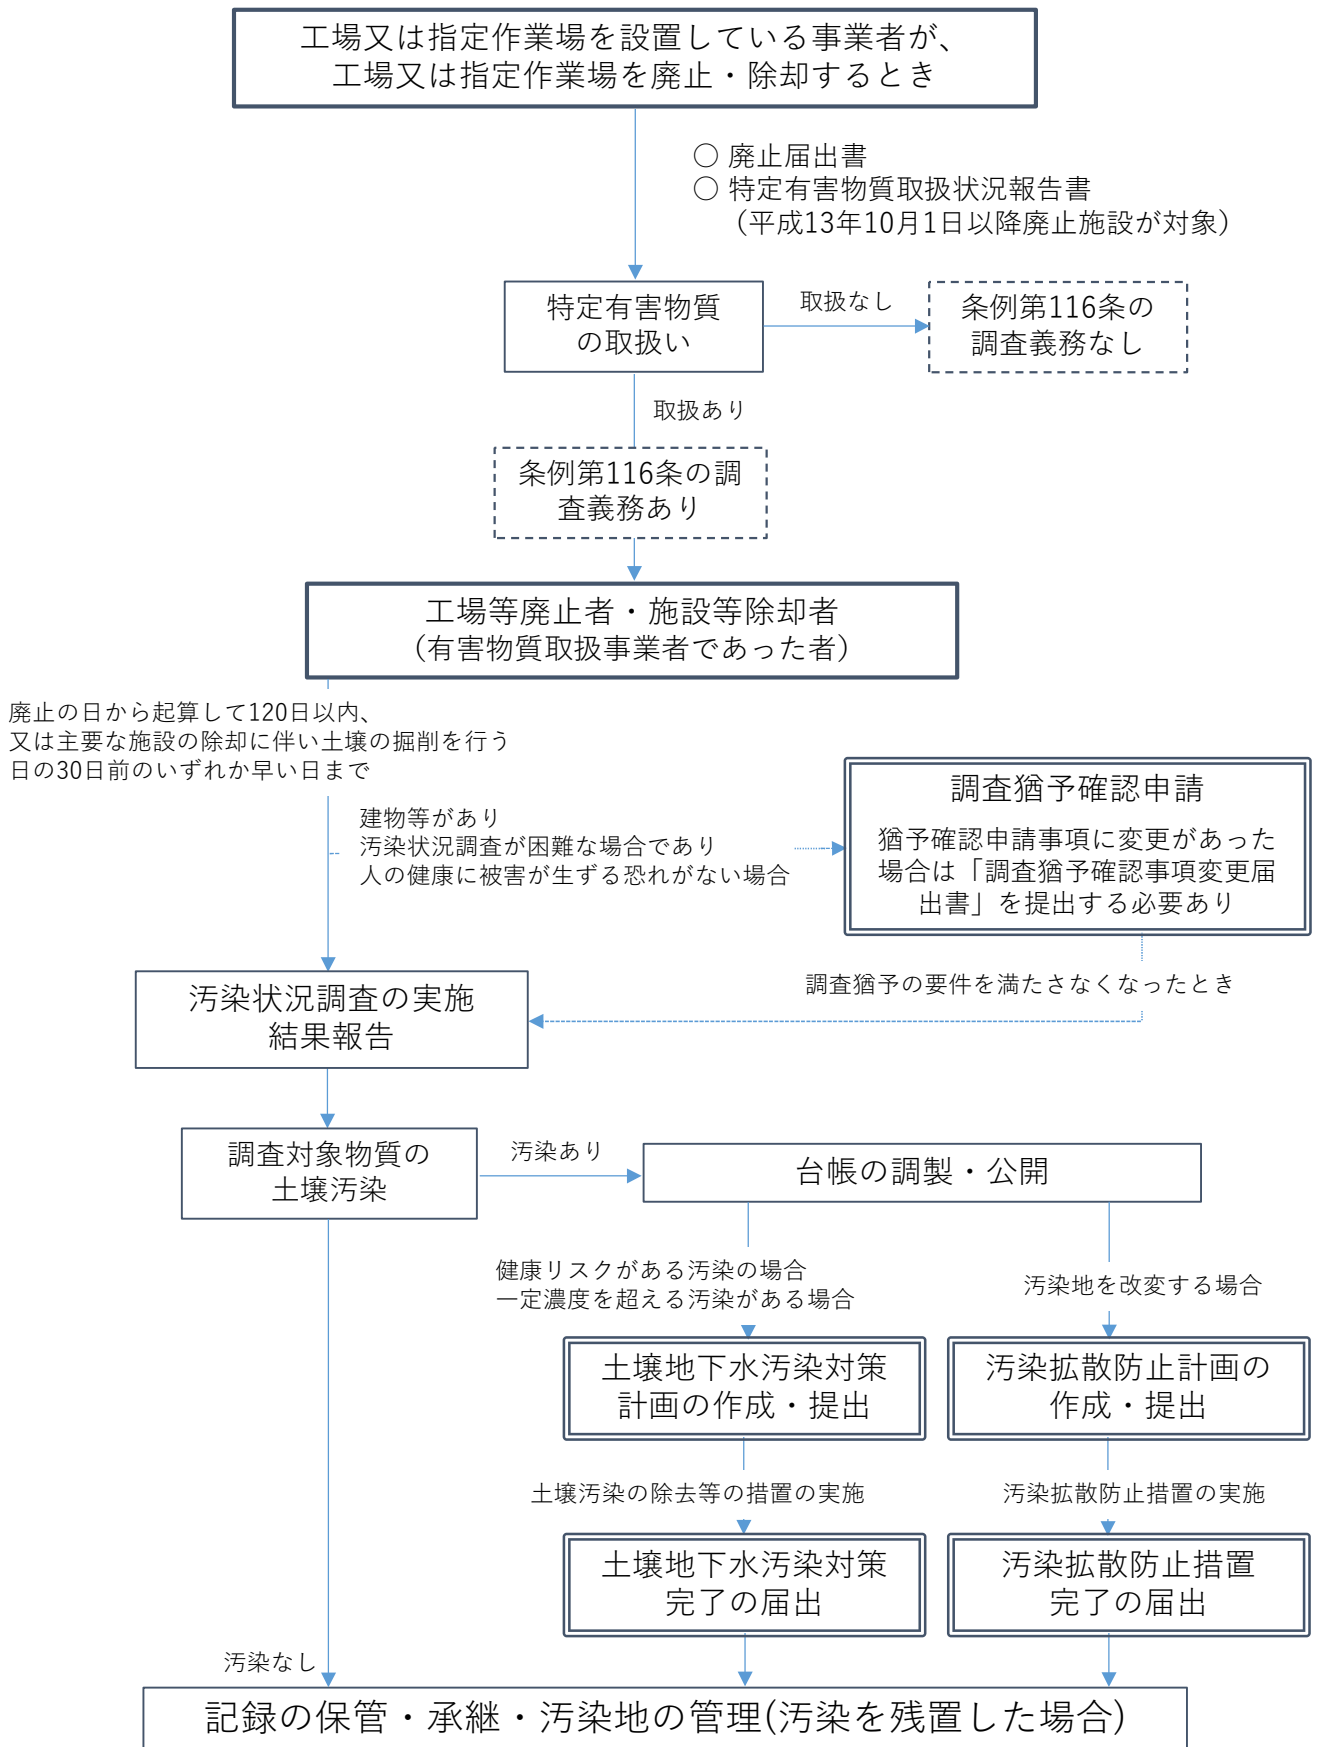 工場又は指定作業場を設置している事業者が、
工場又は指定作業場を廃止・除却するとき
○ 廃止届出書
○ 特定有害物質取扱状況報告書
（平成13年10月1日以降廃止施設が対象）
特定有害物質
の取扱い
取扱なし
条例第116条の
調査義務なし
取扱あり
条例第116条の調
査義務あり
工場等廃止者・施設等除却者
（有害物質取扱事業者であった者）
廃止の日から起算して120日以内、
又は主要な施設の除却に伴い土壌の掘削を行う
日の30日前のいずれか早い日まで
建物等があり
汚染状況調査が困難な場合であり
人の健康に被害が生ずる恐れがない場合
調査猶予確認申請
猶予確認申請事項に変更があった
場合は「調査猶予確認事項変更届
出書」を提出する必要あり
調査猶予の要件を満たさなくなったとき
汚染状況調査の実施
結果報告
調査対象物質の
土壌汚染
汚染あり
台帳の調製・公開
健康リスクがある汚染の場合
一定濃度を超える汚染がある場合
汚染地を改変する場合
土壌地下水汚染対策
計画の作成・提出
汚染拡散防止計画の
作成・提出
土壌汚染の除去等の措置の実施
汚染拡散防止措置の実施
土壌地下水汚染対策
完了の届出
汚染拡散防止措置
完了の届出
汚染なし
記録の保管・承継・汚染地の管理(汚染を残置した場合)